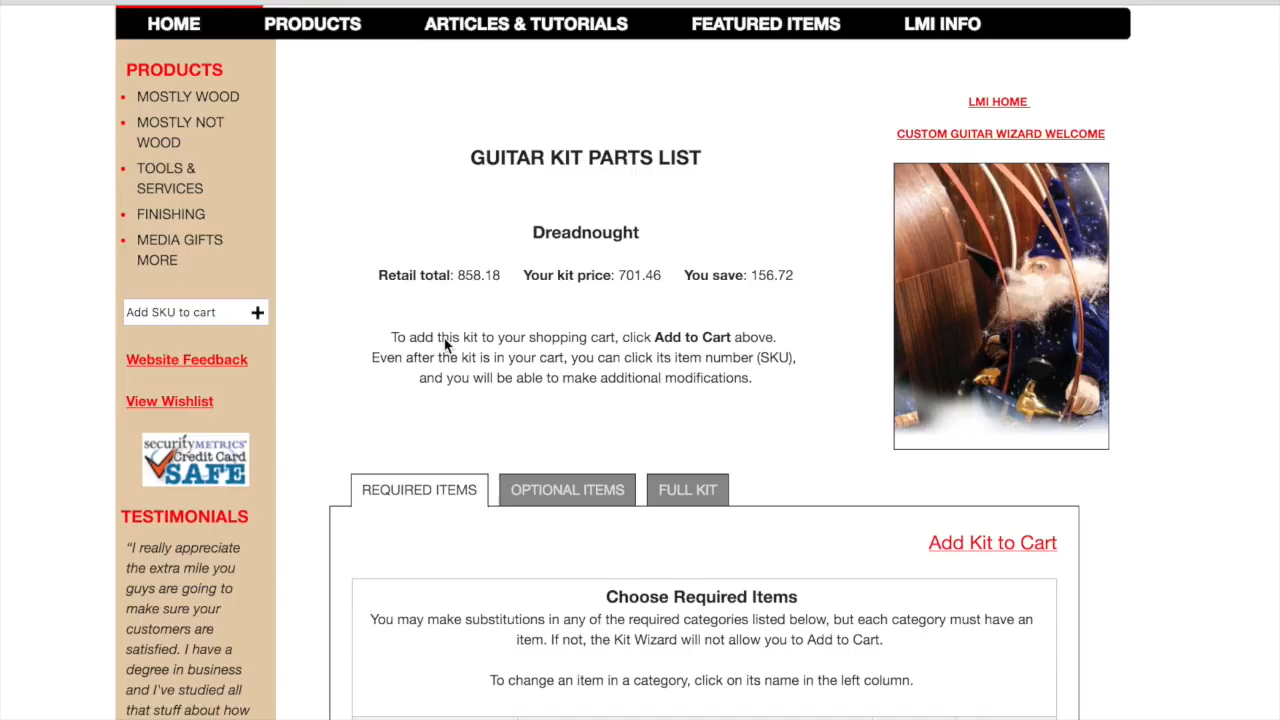 HOME PRODUCTS ARTICLES & TUTORIALS FEATURED ITEMS LMI INFO
PRODUCTS
MOSTLY WOOD
MOSTLY NOT
WOOD
TOOLS &
SERVICES
FINISHING
MEDIA GIFTS
MORE
Add SKU to cart +
Website Feedback
View Wishlist
securityMETRICS
Credit Card
SAFE
TESTIMONIALS
“I really appreciate
the extra mile you
guys are going to
make sure your
customers are
satisfied. I have a
degree in business
and I've studied all
that stuff about how
GUITAR KIT PARTS LIST
Dreadnought
Retail total: 858.18 Your kit price: 701.46 You save: 156.72
To add this kit to your shopping cart, click Add to Cart above.
Even after the kit is in your cart, you can click its item number (SKU),
and you will be able to make additional modifications.
LMI HOME
CUSTOM GUITAR WIZARD WELCOME
REQUIRED ITEMS OPTIONAL ITEMS FULL KIT
Add Kit to Cart
Choose Required Items
You may make substitutions in any of the required categories listed below, but each category must have an
item. If not, the Kit Wizard will not allow you to Add to Cart.
To change an item in a category, click on its name in the left column.